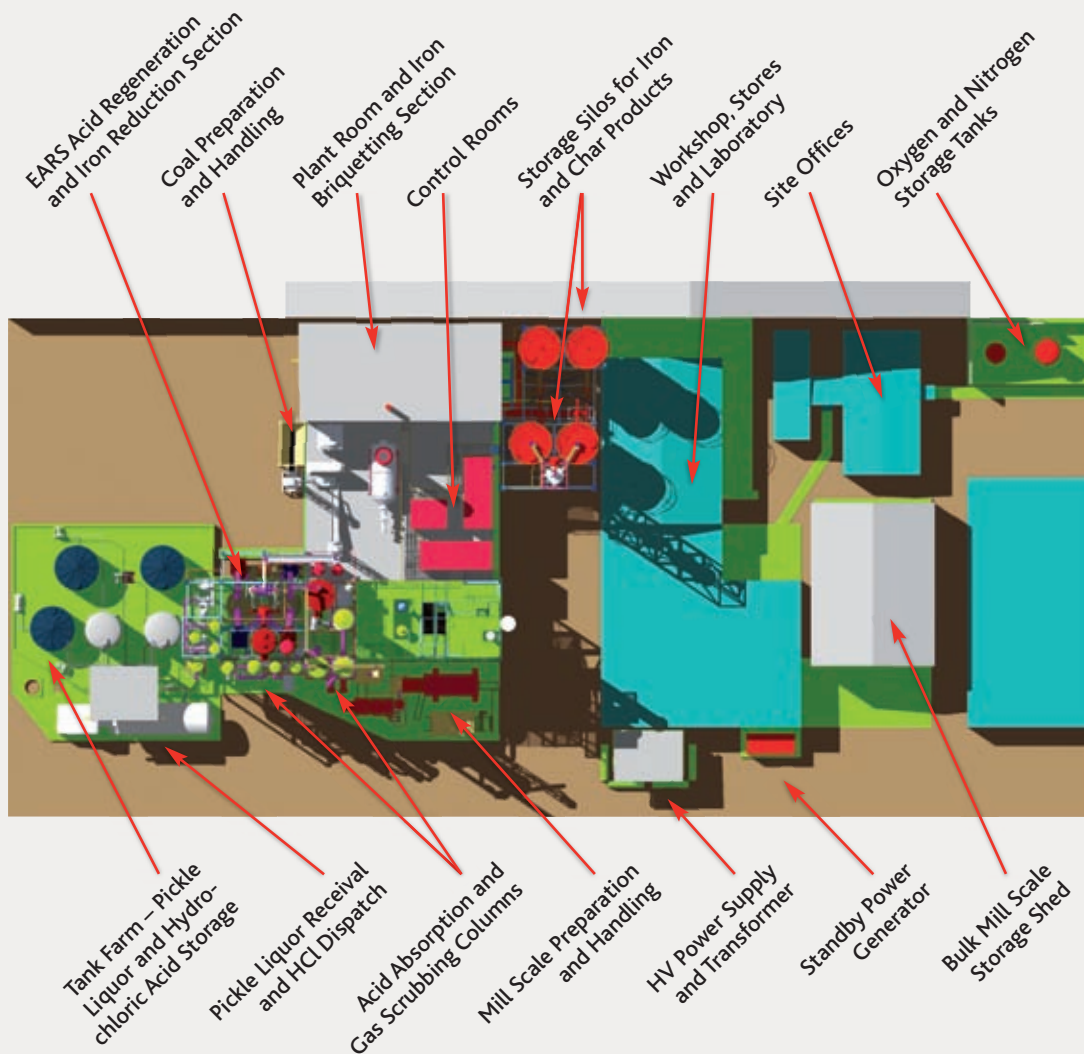 EARS Acid Regeneration
and Iron Reduction Section
Coal Preparation
and Handling
Plant Room and Iron
Briquetting Section
Control Rooms
Storage Silos for Iron
and Char Products
Workshop, Stores
and Laboratory
Site Offices
Oxygen and Nitrogen
Storage Tanks
Tank Farm – Pickle
Liquor and Hydro-
chloric Acid Storage
Pickle Liquor Receival
and HCl Dispatch
Acid Absorption and
Gas Scrubbing Columns
Mill Scale Preparation
and Handling
HV Power Supply
and Transformer
Standby Power
Generator
Bulk Mill Scale
Storage Shed